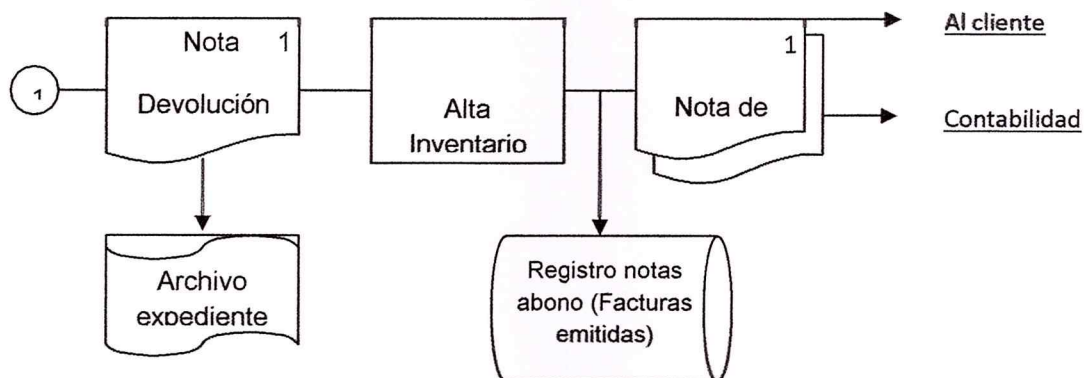 1
Nota 1
Devolución
Alta
Inventario
1
Nota de
Al cliente
Contabilidad
Archivo
expediente
Registro notas
abono (Facturas
emitidas)